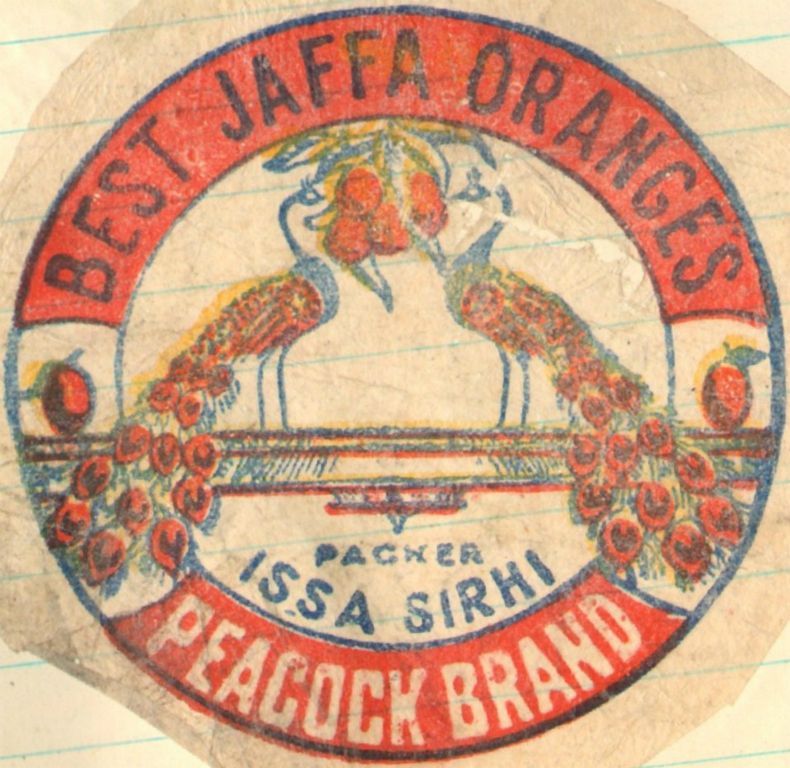 BEST JAFFA ORANGES
PACKER
ISSA SIRHI
PEACOCK BRAND